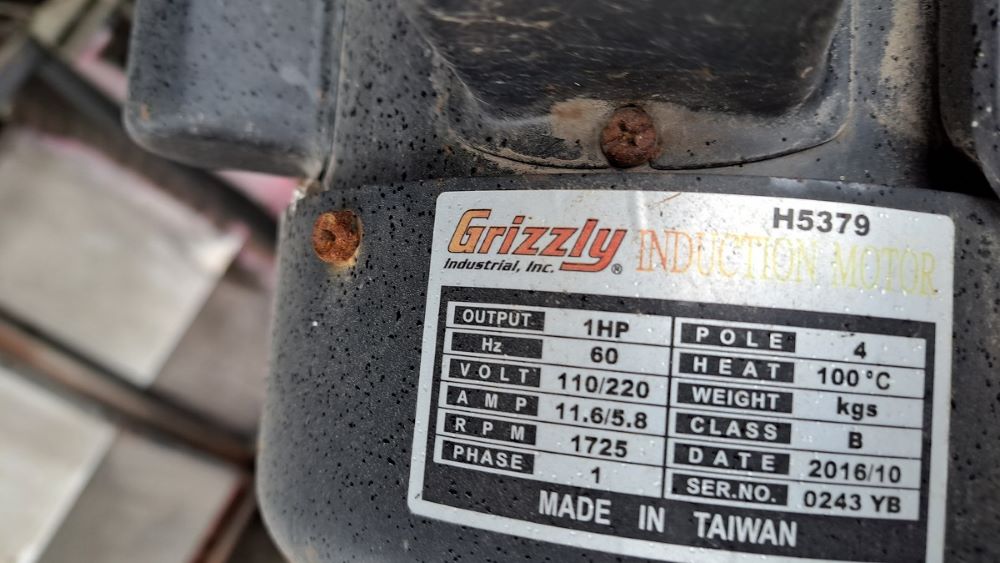 H5379
Grizzly INDUCTION MOTOR
Industrial, Inc.®
OUTPUT 1HP
Hz 60
VOLT 110/220
AMP 11.6/5.8
RPM 1725
PHASE 1
POLE 4
HEAT 100°C
WEIGHT kgs
CLASS B
DATE 2016/10
SER.NO. 0243 YB
MADE IN TAIWAN